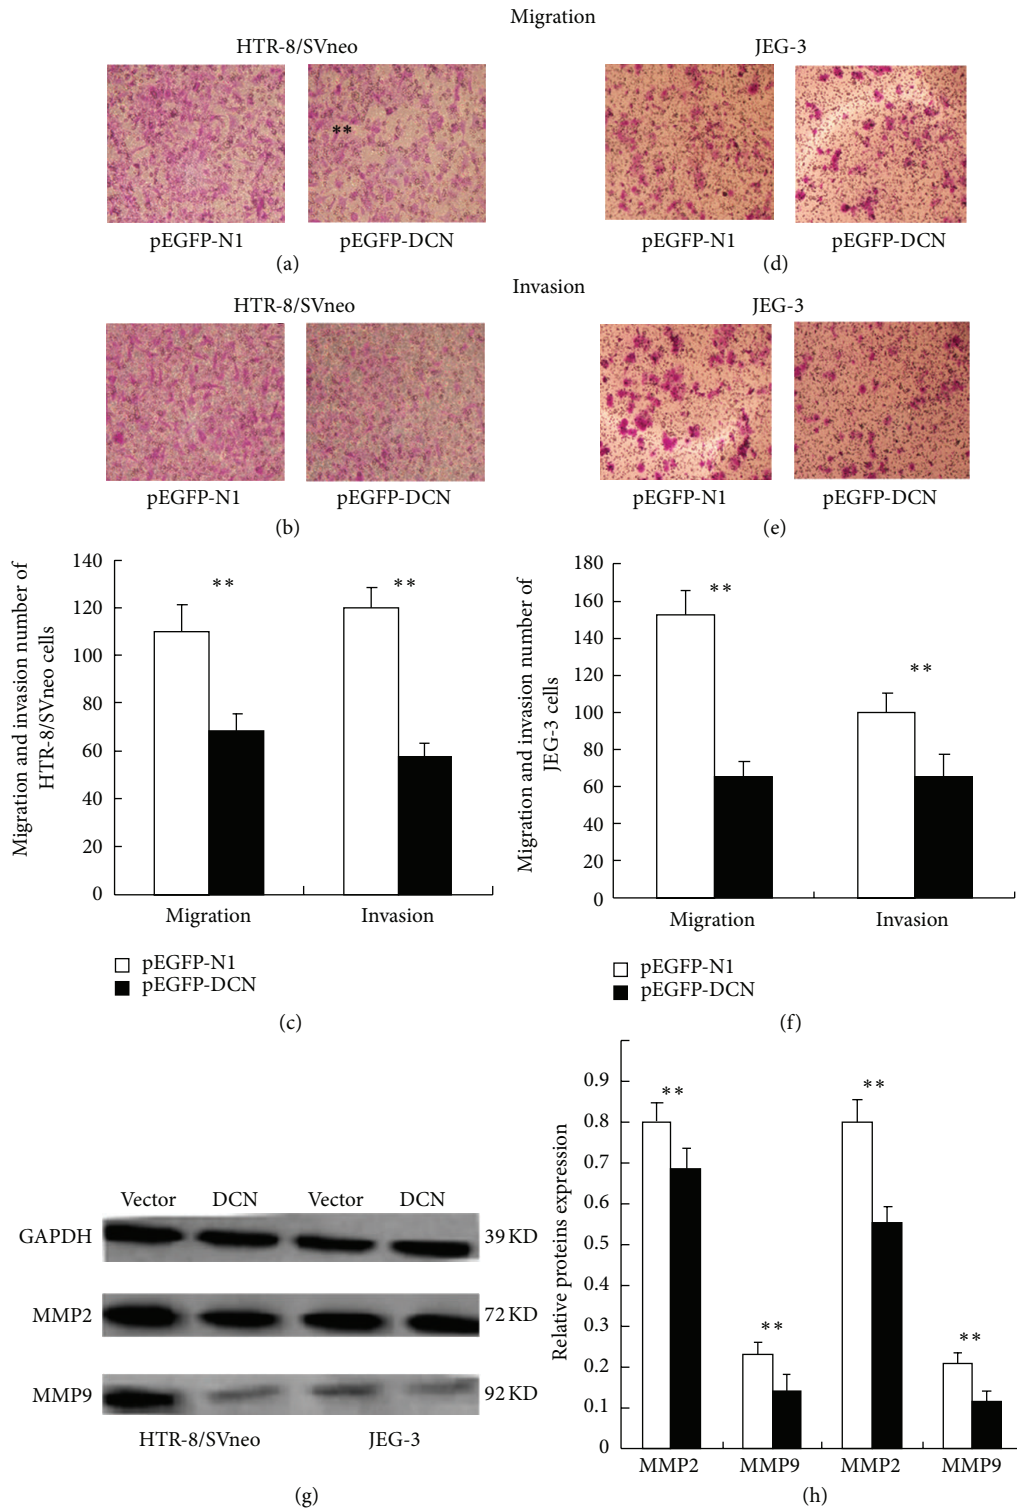 Migration
HTR-8/SVneo
JEG-3
**
pEGFP-N1
pEGFP-DCN
pEGFP-N1
pEGFP-DCN
(a)
(d)
Invasion
HTR-8/SVneo
JEG-3
pEGFP-N1
pEGFP-DCN
pEGFP-N1
pEGFP-DCN
(b)
(e)
Migration and invasion number of
HTR-8/SVneo cells
140
120
100
80
60
40
20
0
**
**
Migration
Invasion
pEGFP-N1
pEGFP-DCN
(c)
Migration and invasion number of
JEG-3 cells
180
160
140
120
100
80
60
40
20
0
**
**
Migration
Invasion
pEGFP-N1
pEGFP-DCN
(f)
Vector
DCN
Vector
DCN
GAPDH
39 KD
MMP2
72 KD
MMP9
92 KD
HTR-8/SVneo
JEG-3
(g)
Relative proteins expression
0.9
0.8
0.7
0.6
0.5
0.4
0.3
0.2
0.1
0
**
**
**
**
MMP2
MMP9
MMP2
MMP9
(h)